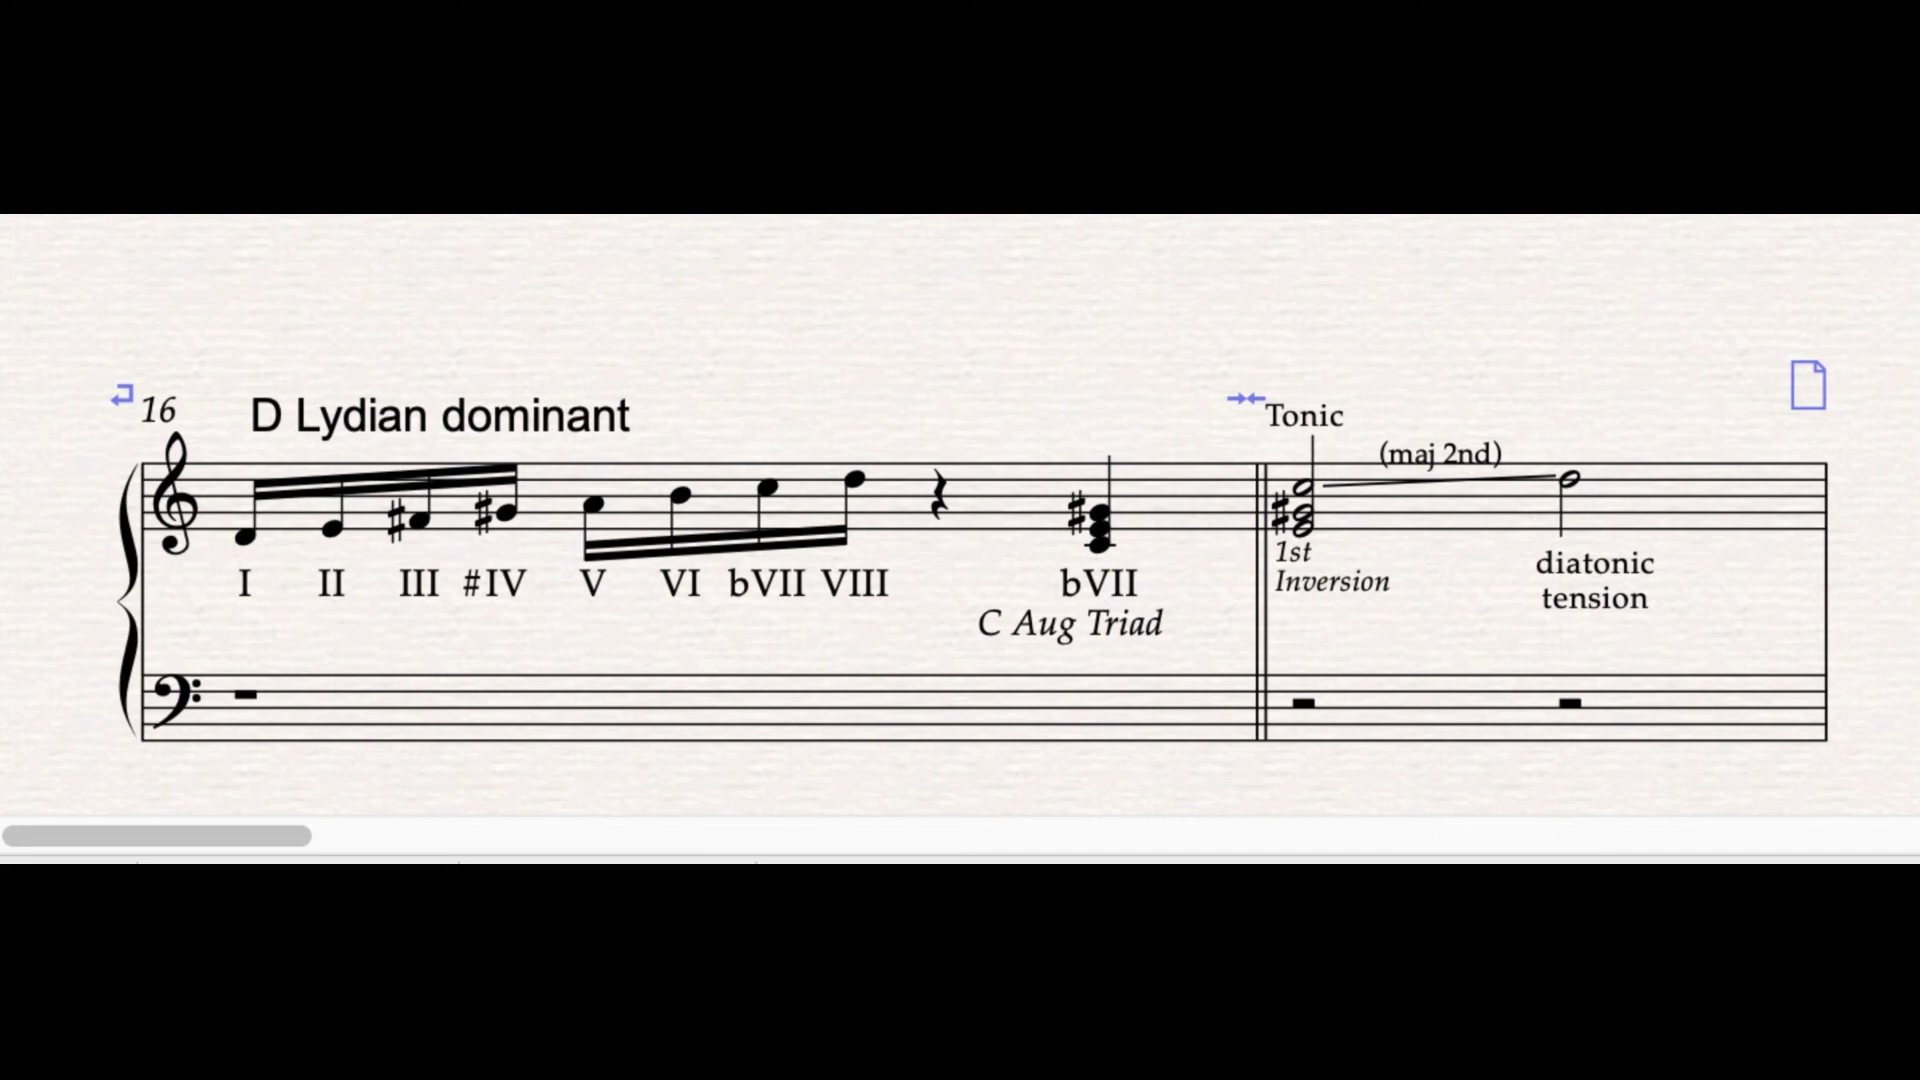 16
D Lydian dominant
Tonic
(maj 2nd)
I II III #IV V VI bVII VIII bVII
C Aug Triad
1st
Inversion
diatonic
tension